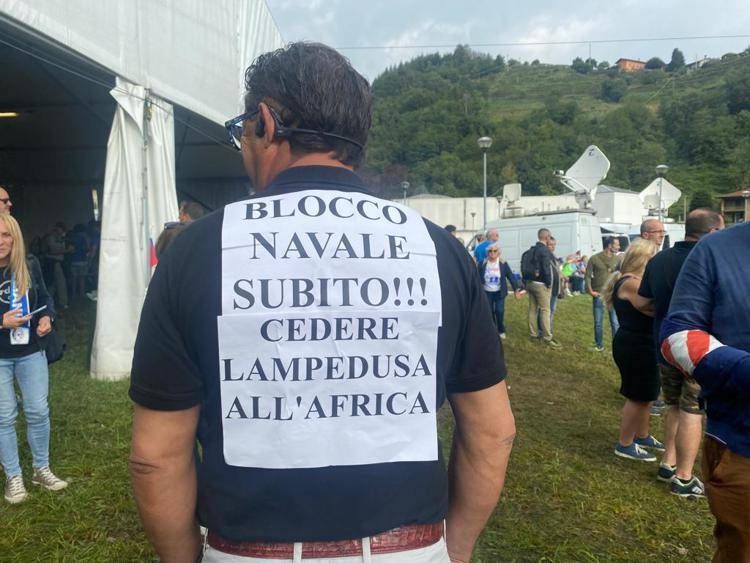 BLOCCO
NAVALE
SUBITO!!!
CEDERE
LAMPEDUSA
ALL'AFRICA